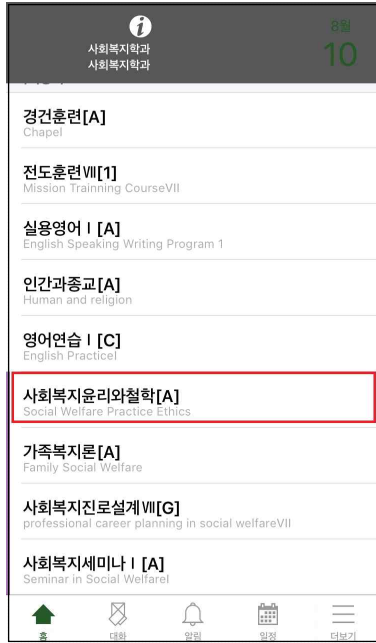 8월
사회복지학과
10
사회복지학과
경건훈련[A]
Chapel
전도훈련Ⅶ[1]
Mission Trainning CourseⅦ
실용영어Ⅰ[A]
English Speaking Writing Program 1
인간과종교[A]
Human and religion
영어연습Ⅰ[C]
English PracticeⅠ
사회복지윤리와철학[A]
Social Welfare Practice Ethics
가족복지론[A]
Family Social Welfare
사회복지진로설계Ⅶ[G]
professional career planning in social welfareⅦ
사회복지세미나Ⅰ[A]
Seminar in Social WelfareⅠ
홈 대화 알림 일정 더보기